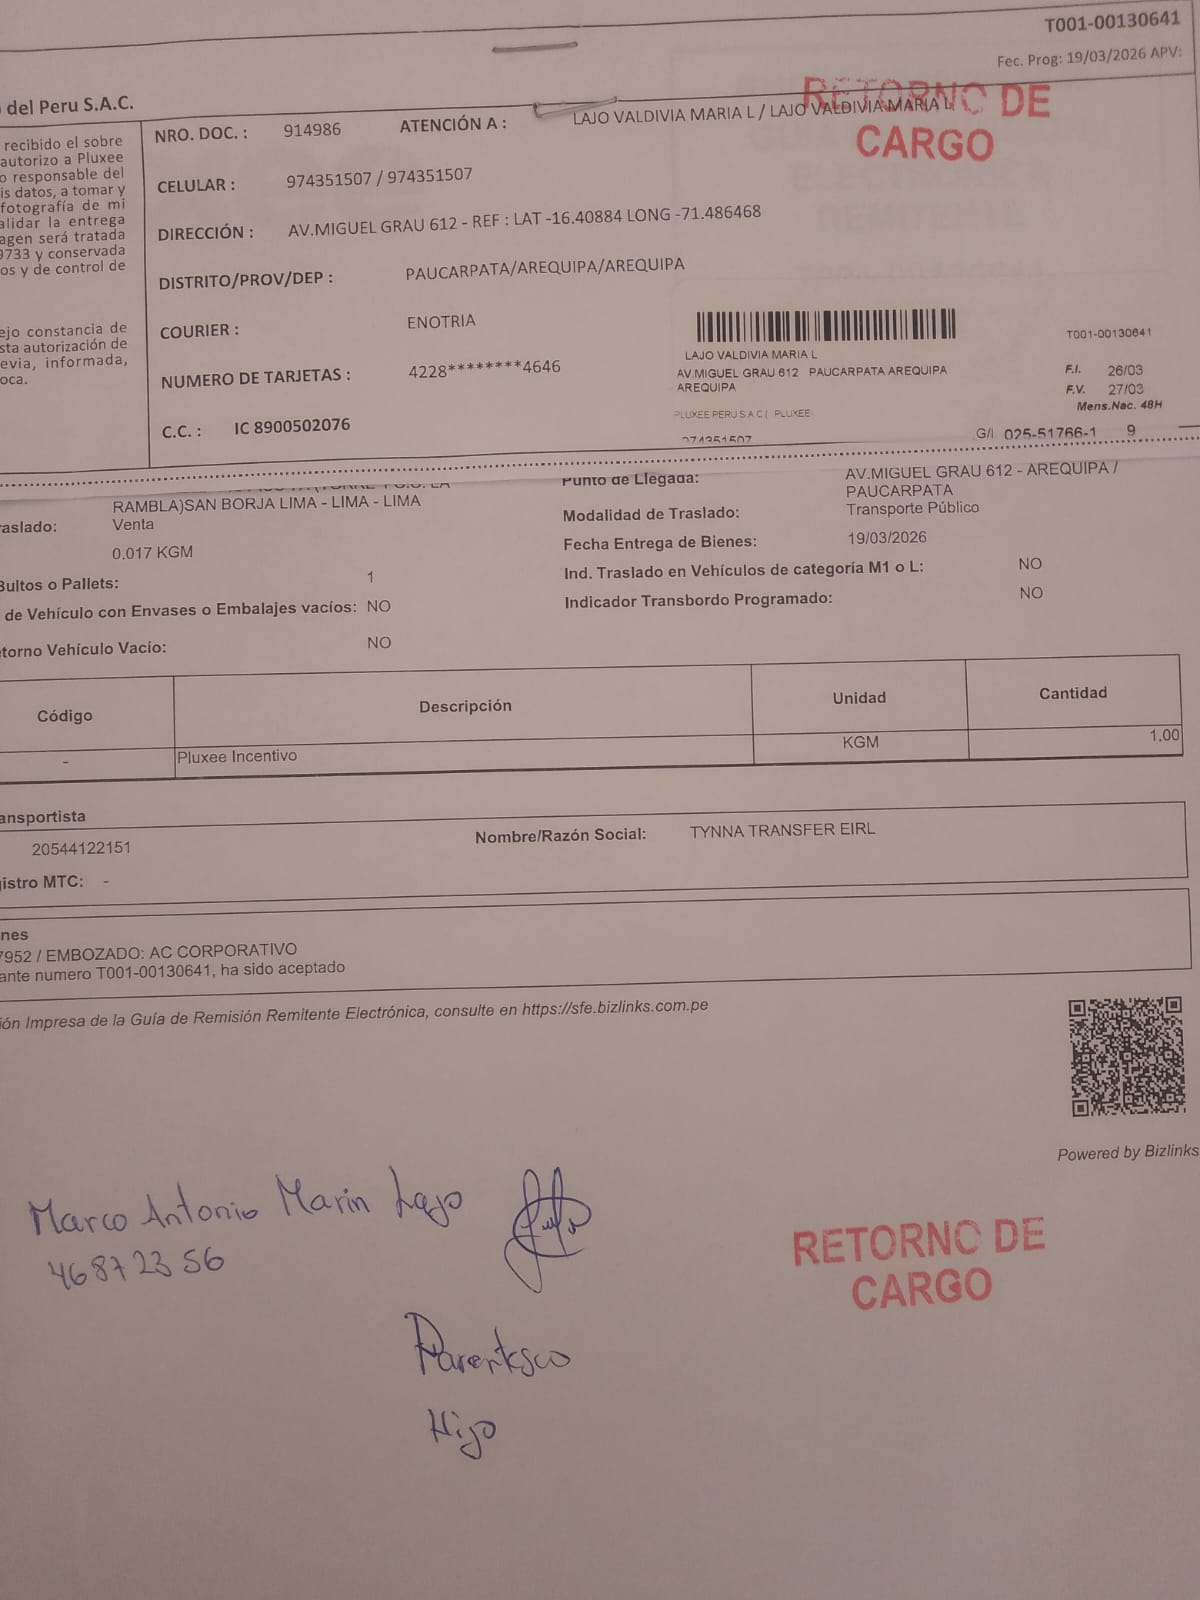 T001-00130641
Fec. Prog: 19/03/2026 APV:
del Peru S.A.C.
RETORNO DE
CARGO
recibido el sobre
autorizo a Pluxee
o responsable del
is datos, a tomar y
fotografía de mi
alidar la entrega
agen será tratada
9733 y conservada
os y de control de
ejo constancia de
sta autorización de
evia, informada,
oca.
NRO. DOC. : 914986 ATENCIÓN A : LAJO VALDIVIA MARIA L / LAJO VALDIVIA MARIA L
CELULAR : 974351507 / 974351507
DIRECCIÓN : AV.MIGUEL GRAU 612 - REF : LAT -16.40884 LONG -71.486468
DISTRITO/PROV/DEP : PAUCARPATA/AREQUIPA/AREQUIPA
COURIER : ENOTRIA
NUMERO DE TARJETAS : 4228********4646
C.C. : IC 8900502076
LAJO VALDIVIA MARIA L
AV.MIGUEL GRAU 612 PAUCARPATA AREQUIPA
AREQUIPA
PLUXEE PERU S A C ( PLUXEE
974351507
T001-00130641
F.I. 26/03
F.V. 27/03
Mens.Nac. 48H
G/I. 025-51766-1 9
RAMBLA)SAN BORJA LIMA - LIMA - LIMA
raslado: Venta
0.017 KGM
Bultos o Pallets: 1
de Vehículo con Envases o Embalajes vacíos: NO
etorno Vehículo Vacío: NO
Punto de Llegada: AV.MIGUEL GRAU 612 - AREQUIPA /
PAUCARPATA
Modalidad de Traslado: Transporte Público
Fecha Entrega de Bienes: 19/03/2026
Ind. Traslado en Vehículos de categoría M1 o L: NO
Indicador Transbordo Programado: NO
Código Descripción Unidad Cantidad
- Pluxee Incentivo KGM 1.00
ansportista
20544122151 Nombre/Razón Social: TYNNA TRANSFER EIRL
gistro MTC: -
nes
7952 / EMBOZADO: AC CORPORATIVO
ante numero T001-00130641, ha sido aceptado
ión Impresa de la Guía de Remisión Remitente Electrónica, consulte en https://sfe.bizlinks.com.pe
Powered by Bizlinks
Marco Antonio Marin Lajo
46872356
RETORNO DE
CARGO
Parentesco
Hijo